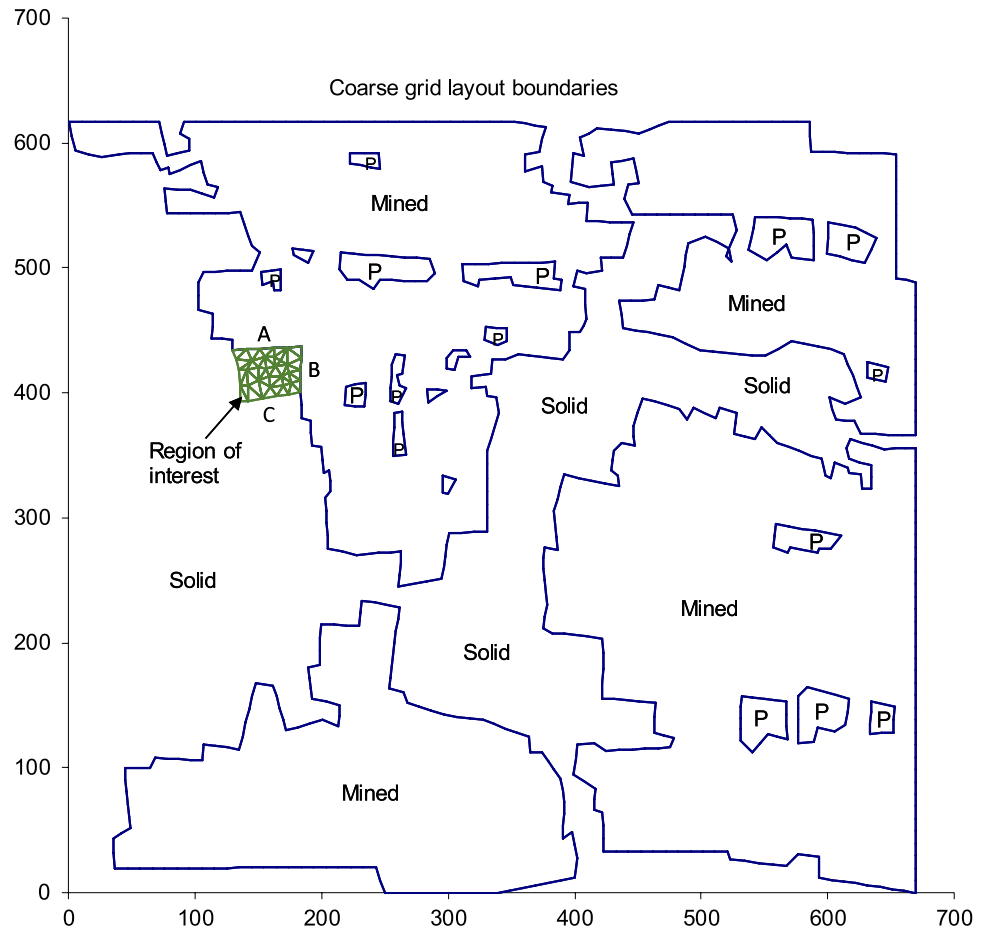 700
Coarse grid layout boundaries
600
P
Mined
P
P
P
500
P
P
P
Mined
P
A
B
P
400
P
P
Solid
Solid
C
P
Region of
interest
300
P
Solid
Mined
200
Solid
P
P
P
100
Mined
0
0
100
200
300
400
500
600
700